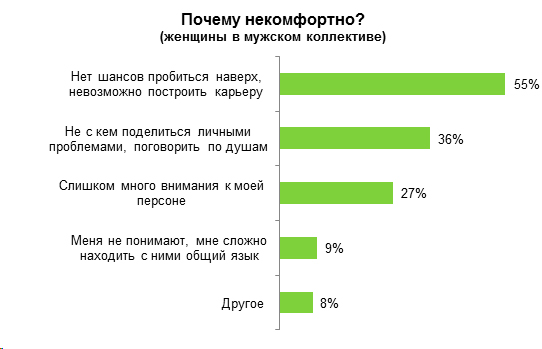 Почему некомфортно?
(женщины в мужском коллективе)
Нет шансов пробиться наверх,
невозможно построить карьеру
55%
Не с кем поделиться личными
проблемами, поговорить по душам
36%
Слишком много внимания к моей
персоне
27%
Меня не понимают, мне сложно
находить с ними общий язык
9%
Другое
8%